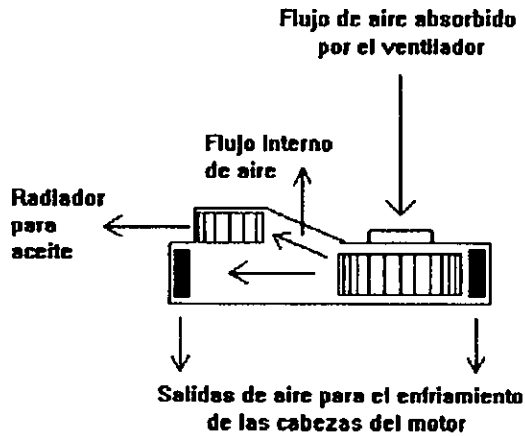 Flujo de aire absorbido
por el ventilador
Flujo Interno
de aire
Radiador
para
aceite
Salidas de aire para el enfriamiento
de las cabezas del motor